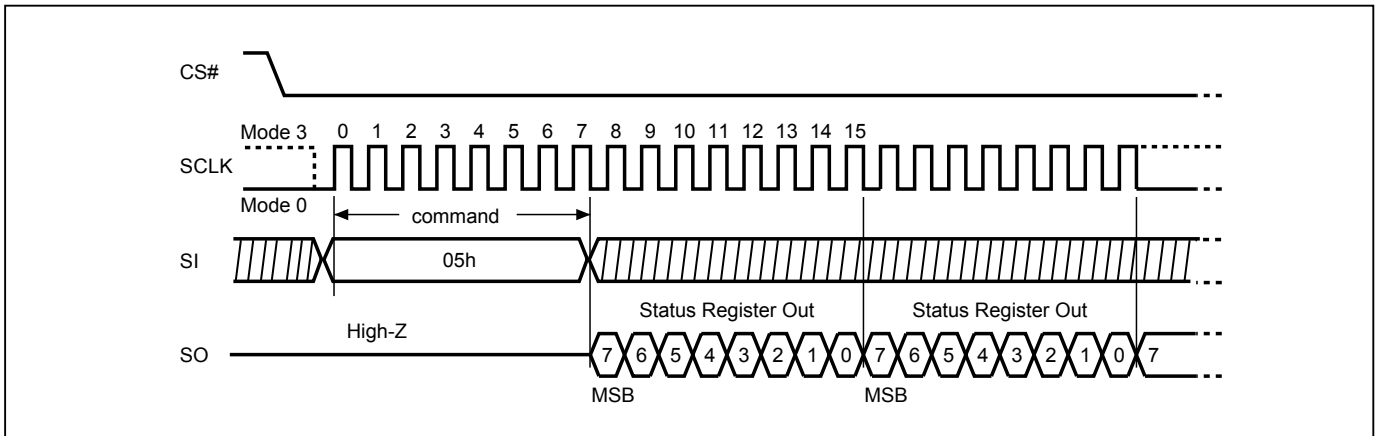 CS#
Mode 3 0 1 2 3 4 5 6 7 8 9 10 11 12 13 14 15
SCLK
Mode 0
command
SI 05h
Status Register Out Status Register Out
High-Z
SO 7 6 5 4 3 2 1 0 7 6 5 4 3 2 1 0 7
MSB MSB